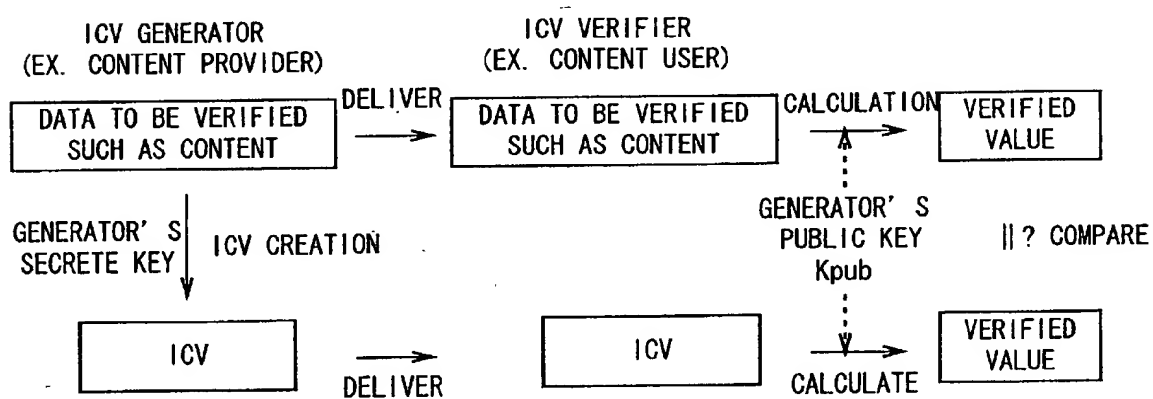 ICV GENERATOR
(EX. CONTENT PROVIDER)
ICV VERIFIER
(EX. CONTENT USER)
DATA TO BE VERIFIED
SUCH AS CONTENT
DELIVER
DATA TO BE VERIFIED
SUCH AS CONTENT
CALCULATION
VERIFIED
VALUE
GENERATOR' S
SECRETE KEY
ICV CREATION
GENERATOR' S
PUBLIC KEY
Kpub
||? COMPARE
ICV
DELIVER
ICV
CALCULATE
VERIFIED
VALUE